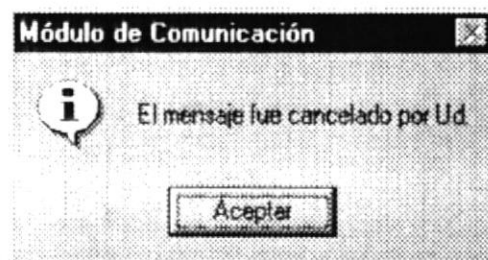 Módulo de Comunicación
El mensaje fue cancelado por Ud.
Aceptar